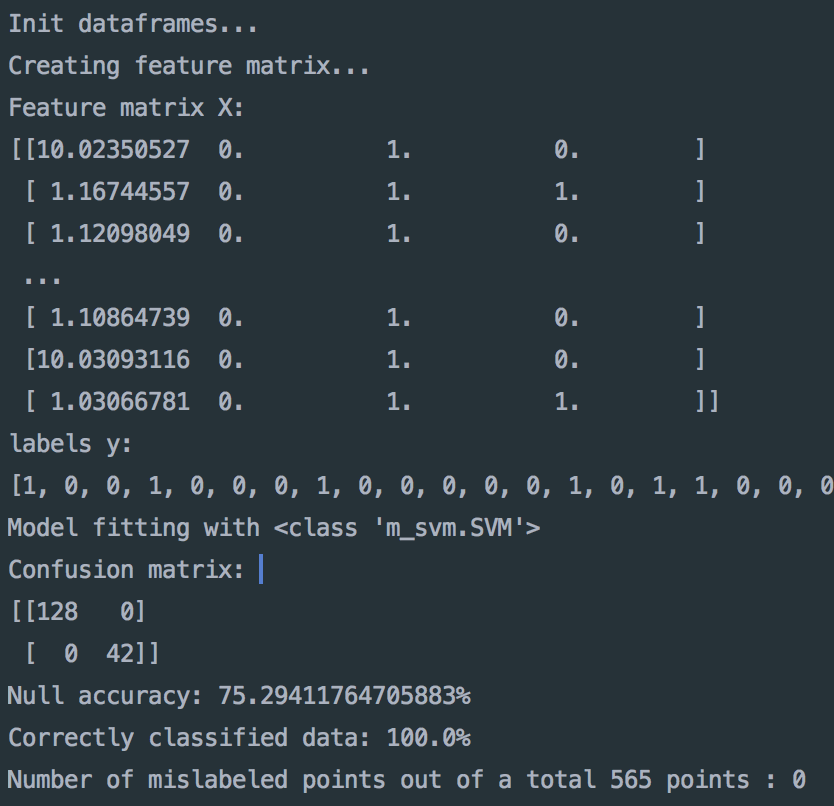 Init dataframes...
Creating feature matrix...
Feature matrix X:
[[10.02350527  0.          1.          0.        ]
 [ 1.16744557  0.          1.          1.        ]
 [ 1.12098049  0.          1.          0.        ]
 ...
 [ 1.10864739  0.          1.          0.        ]
 [10.03093116  0.          1.          0.        ]
 [ 1.03066781  0.          1.          1.        ]]
labels y:
[1, 0, 0, 1, 0, 0, 0, 1, 0, 0, 0, 0, 0, 1, 0, 1, 1, 0, 0, 0
Model fitting with <class 'm_svm.SVM'>
Confusion matrix:
[[128   0]
 [  0  42]]
Null accuracy: 75.29411764705883%
Correctly classified data: 100.0%
Number of mislabeled points out of a total 565 points : 0